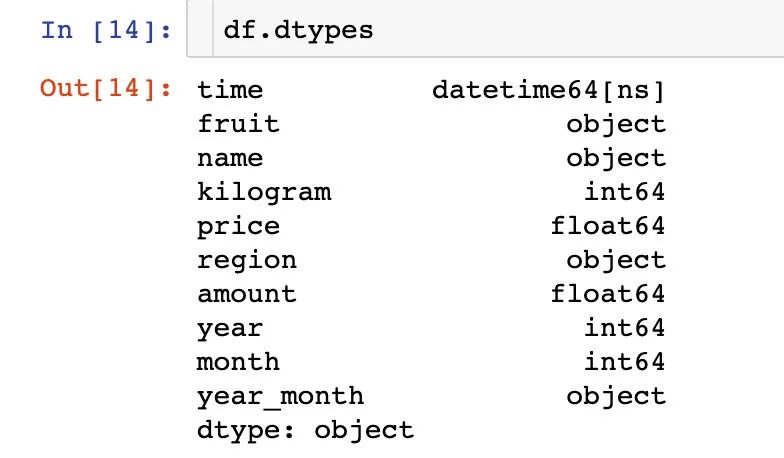 In [14]: df.dtypes
Out[14]: time datetime64[ns]
fruit object
name object
kilogram int64
price float64
region object
amount float64
year int64
month int64
year_month object
dtype: object